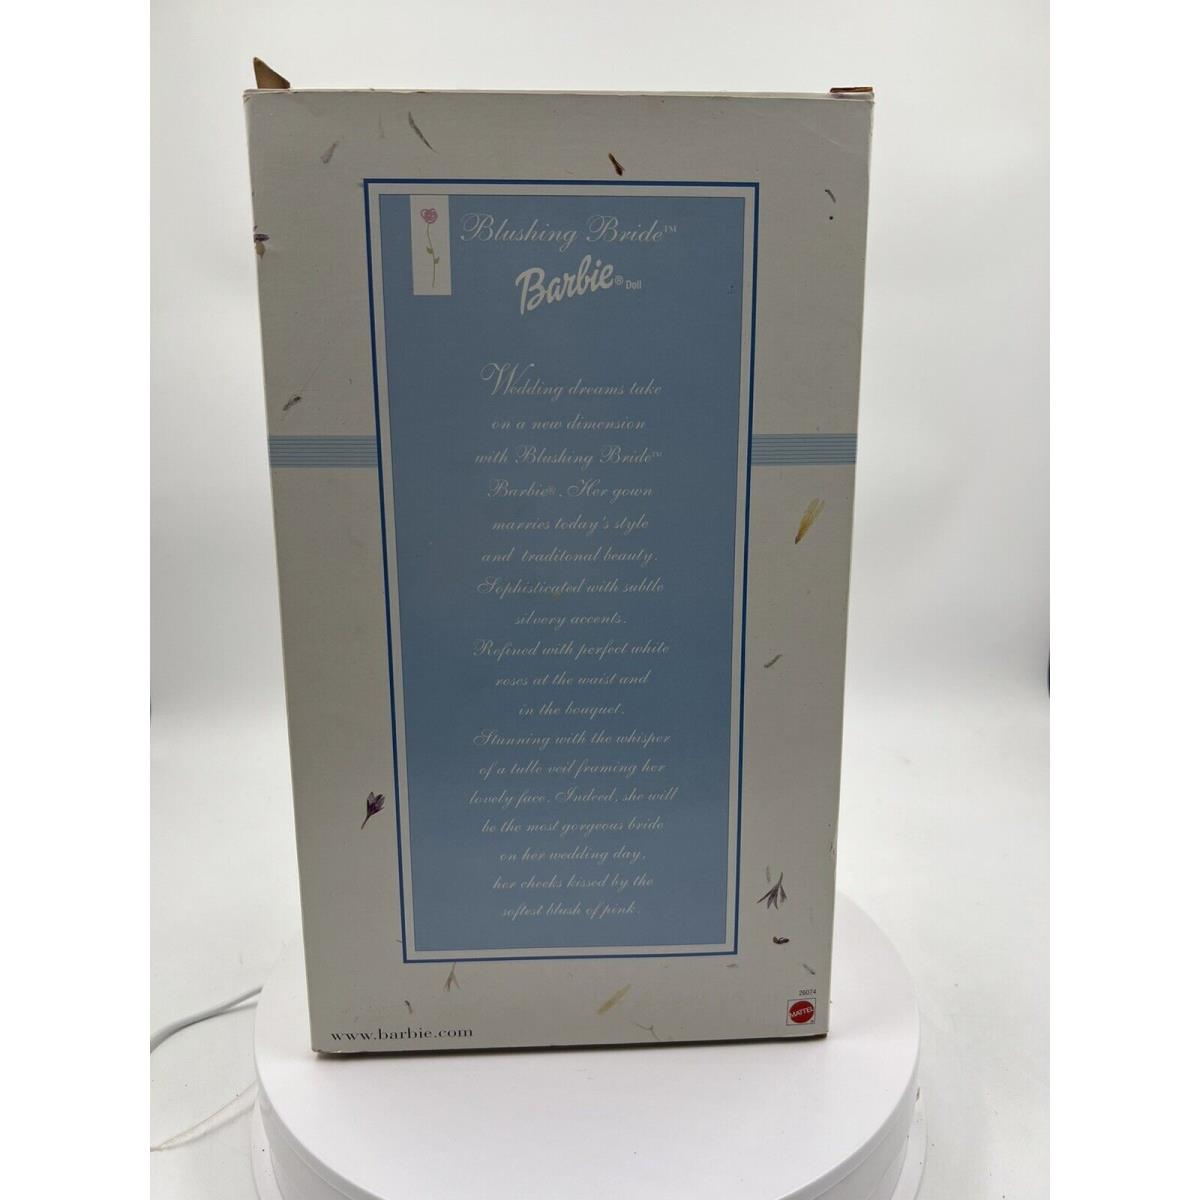 Blushing Bride™
Barbie® Doll
Wedding dreams take
on a new dimension
with Blushing Bride™
Barbie®. Her gown
marries today's style
and traditonal beauty.
Sophisticated with subtle
silvery accents.
Refined with perfect white
roses at the waist and
in the bouquet.
Stunning with the whisper
of a tulle veil framing her
lovely face. Indeed, she will
be the most gorgeous bride
on her wedding day,
her cheeks kissed by the
softest blush of pink.
26074
MATTEL
www.barbie.com